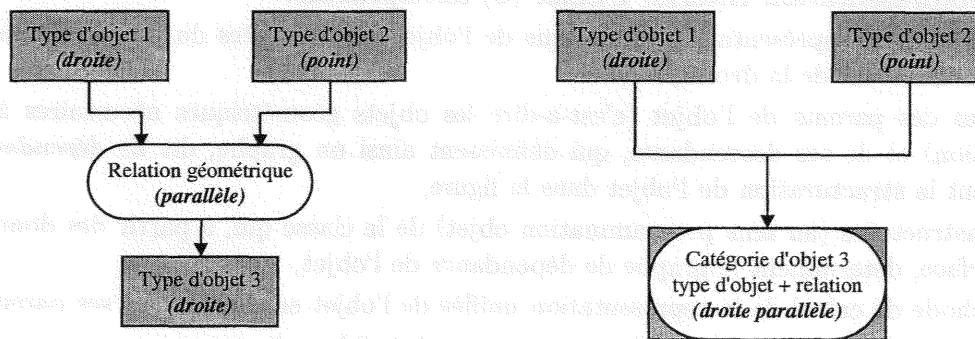 Type d'objet 1
(droite)
Type d'objet 2
(point)
Relation géométrique
(parallèle)
Type d'objet 3
(droite)
Type d'objet 1
(droite)
Type d'objet 2
(point)
Catégorie d'objet 3
type d'objet + relation
(droite parallèle)